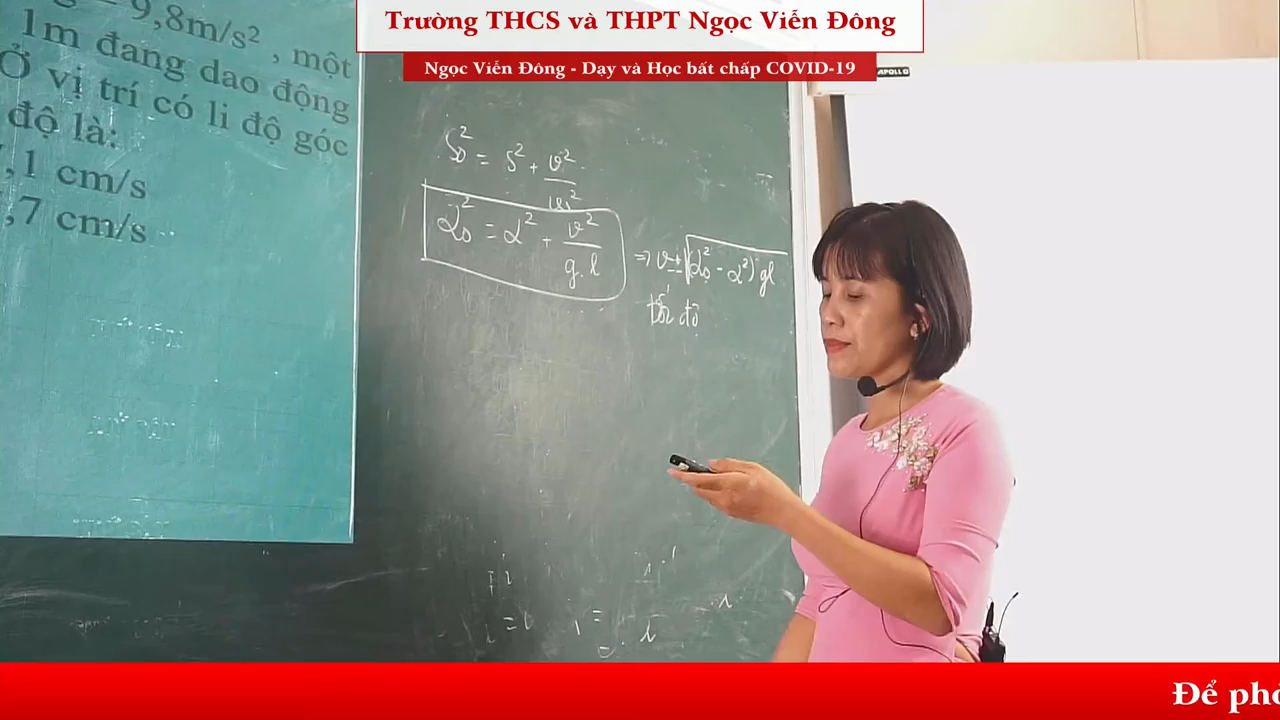 Trường THCS và THPT Ngọc Viễn Đông
Ngọc Viễn Đông - Dạy và Học bất chấp COVID-19
APOLLO
9,8m/s² , một
1m đang dao động
Ở vị trí có li độ góc
độ là:
,1 cm/s
,7 cm/s
S₀² = S² + v²/ω²
α₀² = α² + v²/g.l
=> v = ±√(α₀² - α²)gl
tốc độ
Để